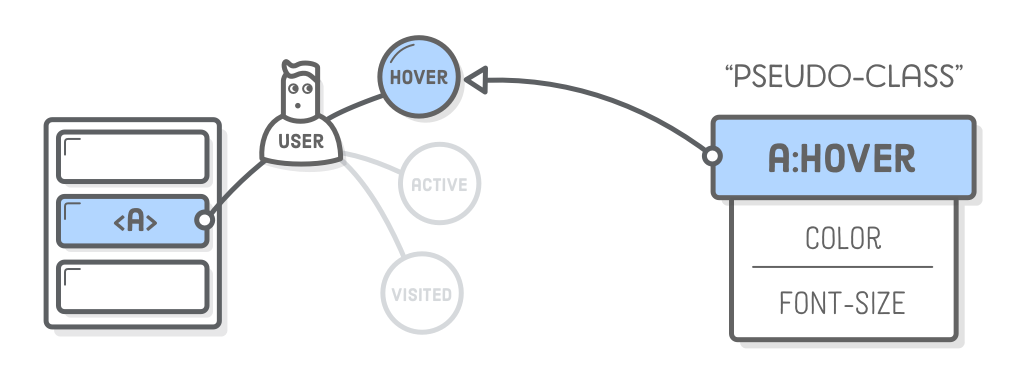 <A>
USER
HOVER
ACTIVE
VISITED
“PSEUDO-CLASS”
A:HOVER
COLOR
FONT-SIZE